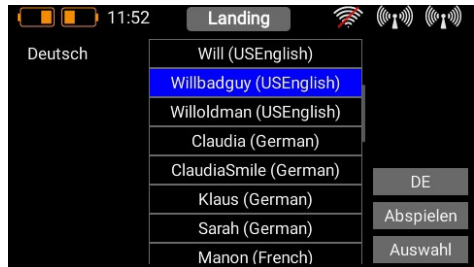 11:52
Landing
Deutsch
Will (USEnglish)
Willbadguy (USEnglish)
Willoldman (USEnglish)
Claudia (German)
ClaudiaSmile (German)
Klaus (German)
Sarah (German)
Manon (French)
DE
Abspielen
Auswahl